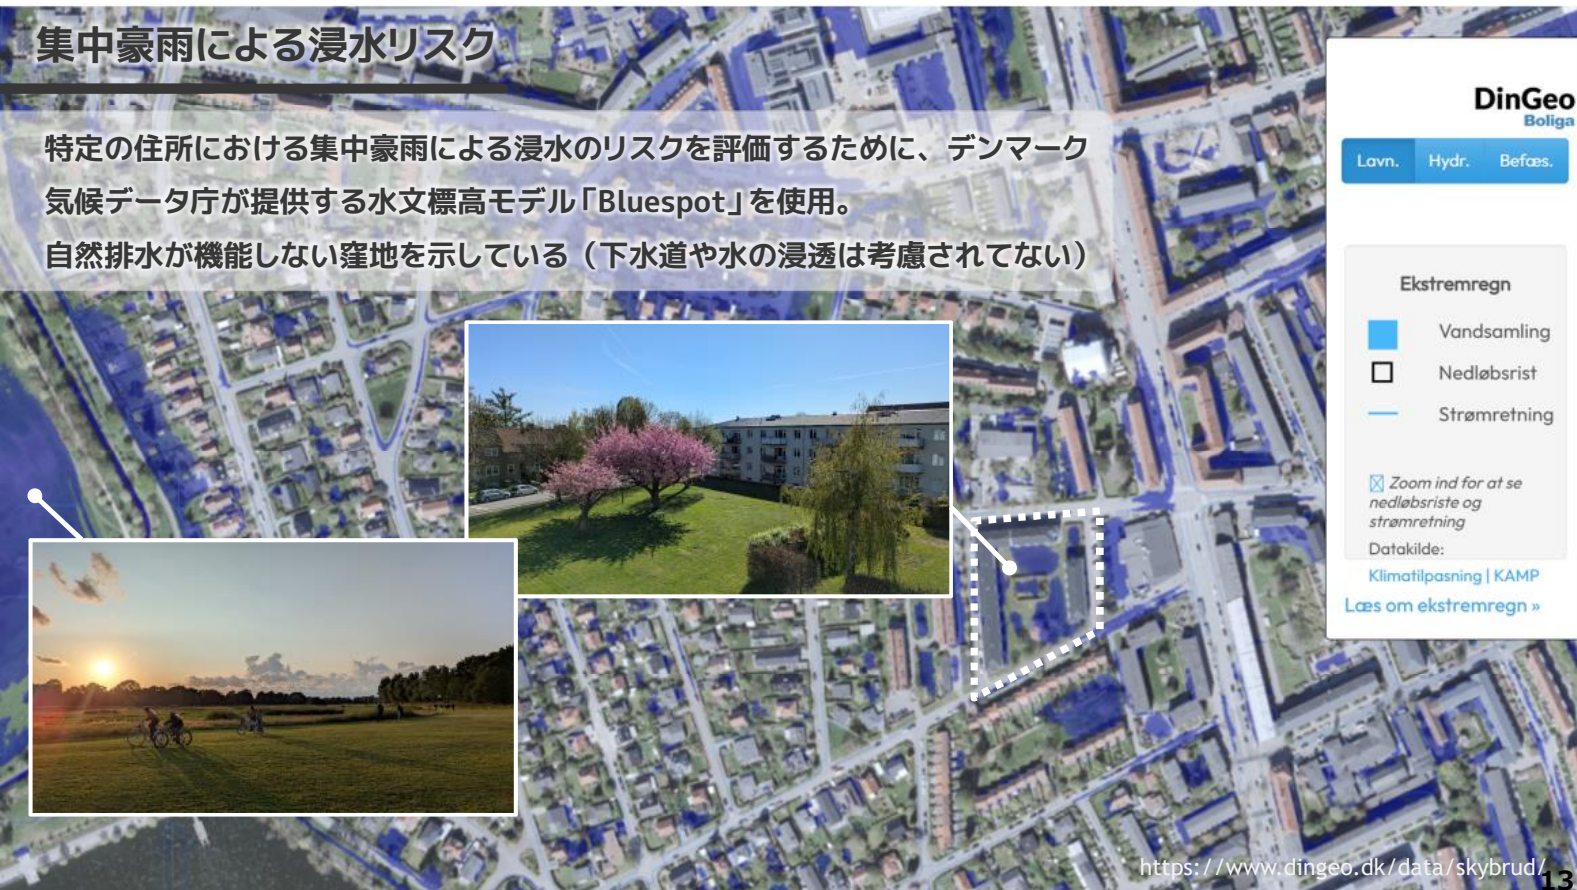 集中豪雨による浸水リスク
特定の住所における集中豪雨による浸水のリスクを評価するために、デンマーク
気候データ庁が提供する水文標高モデル「Bluespot」を使用。
自然排水が機能しない窪地を示している（下水道や水の浸透は考慮されてない）
DinGeo
Boliga
Lavn. Hydr. Befæs.
Ekstremregn
Vandsamling
Nedløbsrist
Strømretning
Zoom ind for at se
nedløbsriste og
strømretning
Datakilde:
Klimatilpasning | KAMP
Læs om ekstremregn »
https://www.dingeo.dk/data/skybrud/
13